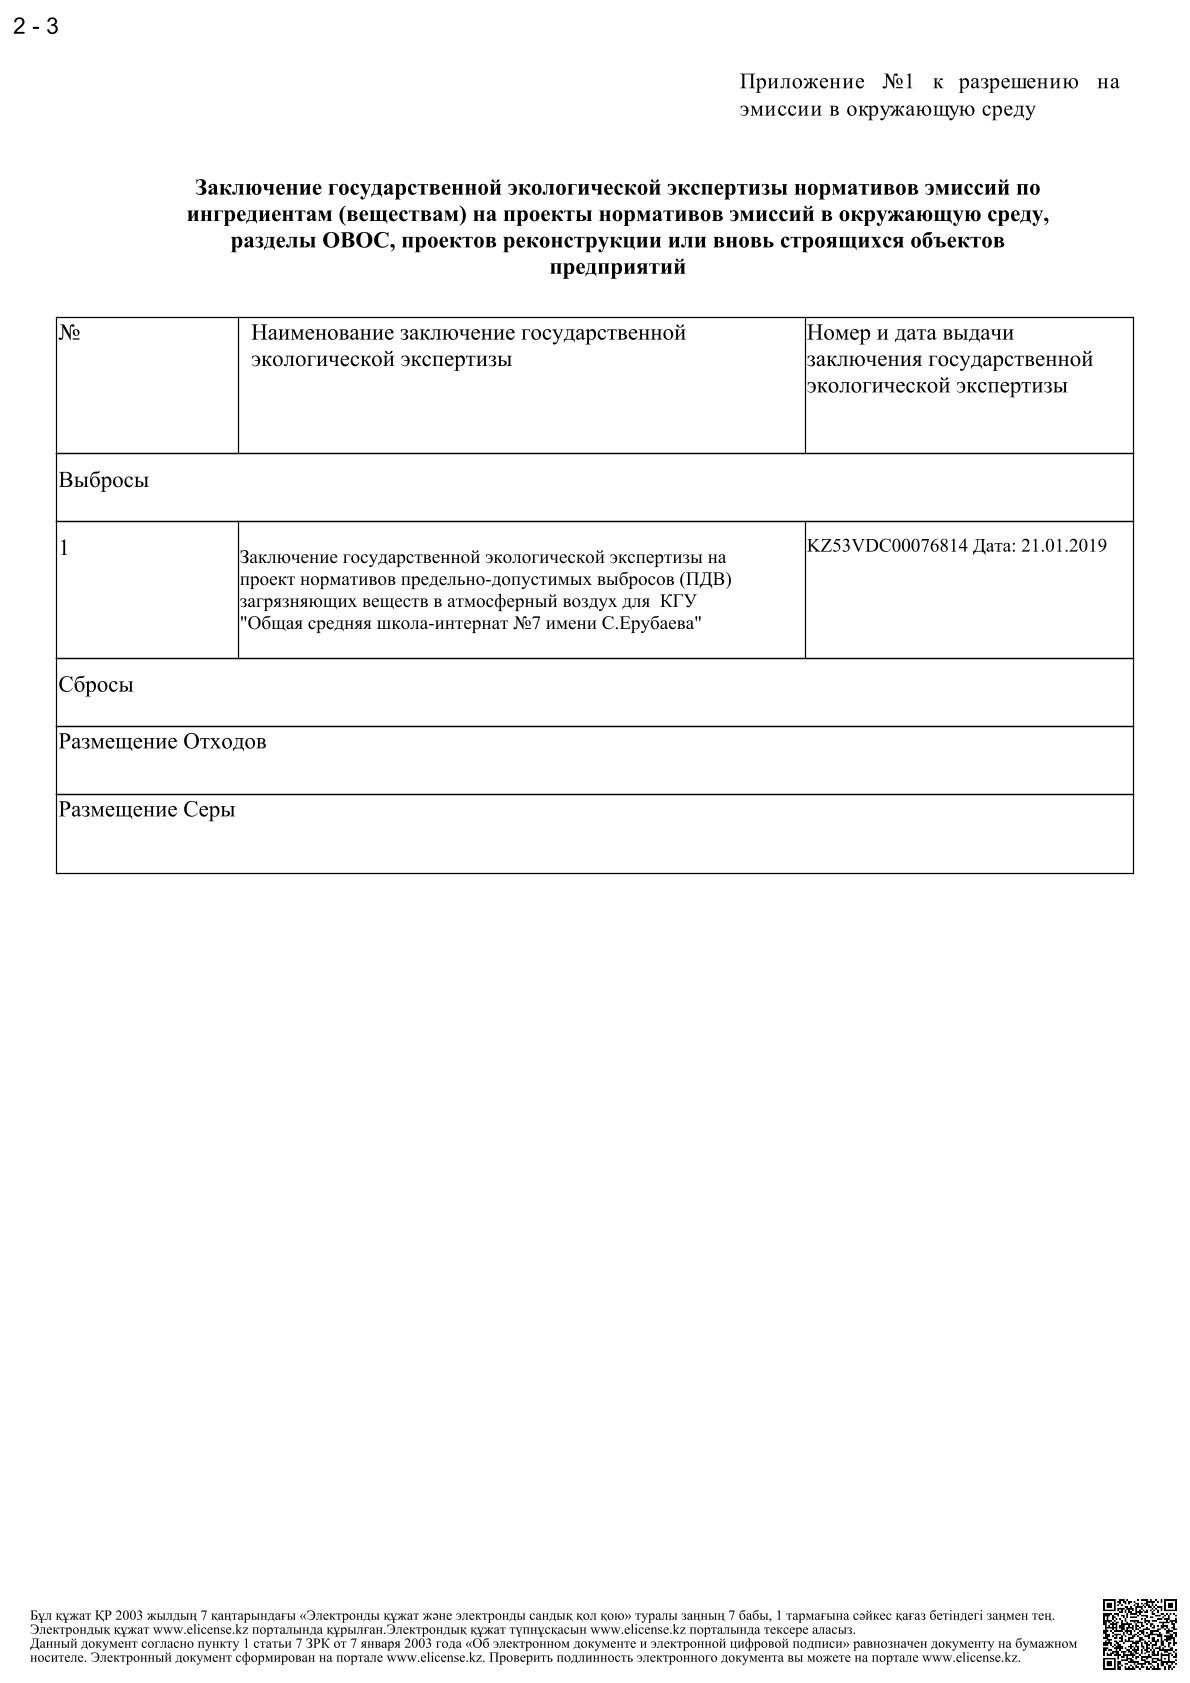 2 - 3
Приложение №1 к разрешению на
эмиссии в окружающую среду
Заключение государственной экологической экспертизы нормативов эмиссий по
ингредиентам (веществам) на проекты нормативов эмиссий в окружающую среду,
разделы ОВОС, проектов реконструкции или вновь строящихся объектов
предприятий
№
Наименование заключение государственной
экологической экспертизы
Номер и дата выдачи
заключения государственной
экологической экспертизы
Выбросы
1
Заключение государственной экологической экспертизы на
проект нормативов предельно-допустимых выбросов (ПДВ)
загрязняющих веществ в атмосферный воздух для КГУ
"Общая средняя школа-интернат №7 имени С.Ерубаева"
KZ53VDC00076814 Дата: 21.01.2019
Сбросы
Размещение Отходов
Размещение Серы
Бұл құжат ҚР 2003 жылдың 7 қаңтарындағы «Электронды құжат және электронды сандық қол қою» туралы заңның 7 бабы, 1 тармағына сәйкес қағаз бетіндегі заңмен тең.
Электрондық құжат www.elicense.kz порталында құрылған.Электрондық құжат түпнұсқасын www.elicense.kz порталында тексере аласыз.
Данный документ согласно пункту 1 статьи 7 ЗРК от 7 января 2003 года «Об электронном документе и электронной цифровой подписи» равнозначен документу на бумажном
носителе. Электронный документ сформирован на портале www.elicense.kz. Проверить подлинность электронного документа вы можете на портале www.elicense.kz.